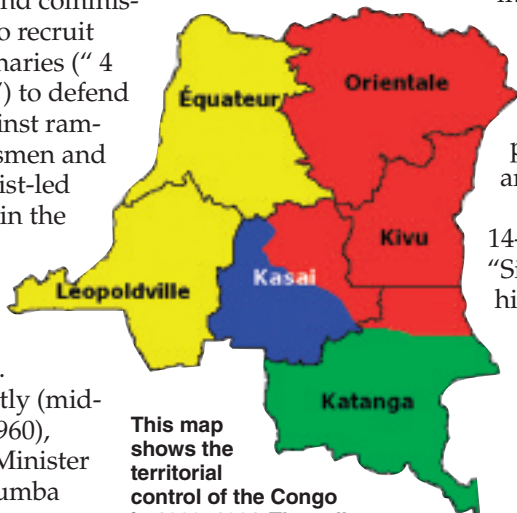 nd commis-
o recruit
naries (“ 4
) to defend
inst ram-
smen and
ist-led
in the
tly (mid-
960),
Minister
umba
Équateur
Orientale
Kivu
Kasai
Leopoldville
Katanga
This map
shows the
territorial
control of the Congo
p
ar
14-
“Si
hi